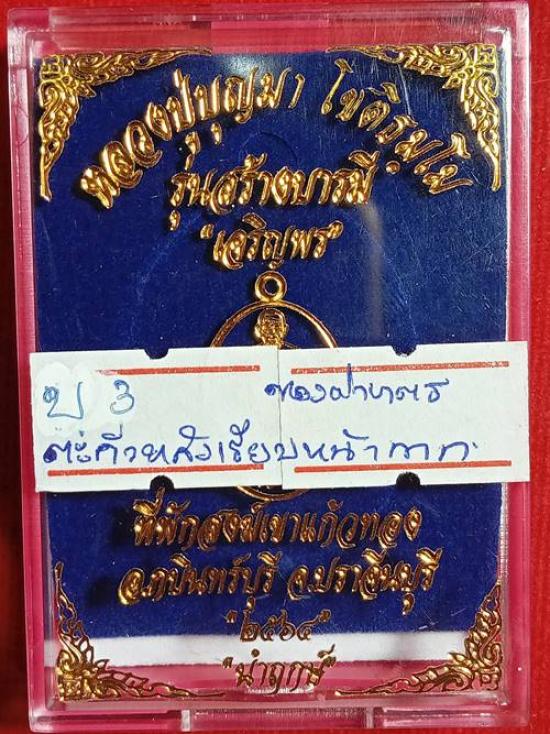 หลวงปู่บุญมา โชติธมฺโม
รุ่นสร้างบารมี
"เจริญพร"
ป 3 ทองฝาบาตร
ตะกั่วหลังเรียบหน้ากาก
ที่พักสงฆ์เขาแก้วทอง
อ.กบินทร์บุรี จ.ปราจีนบุรี
"๒๕๖๔"
"นำฤกษ์"